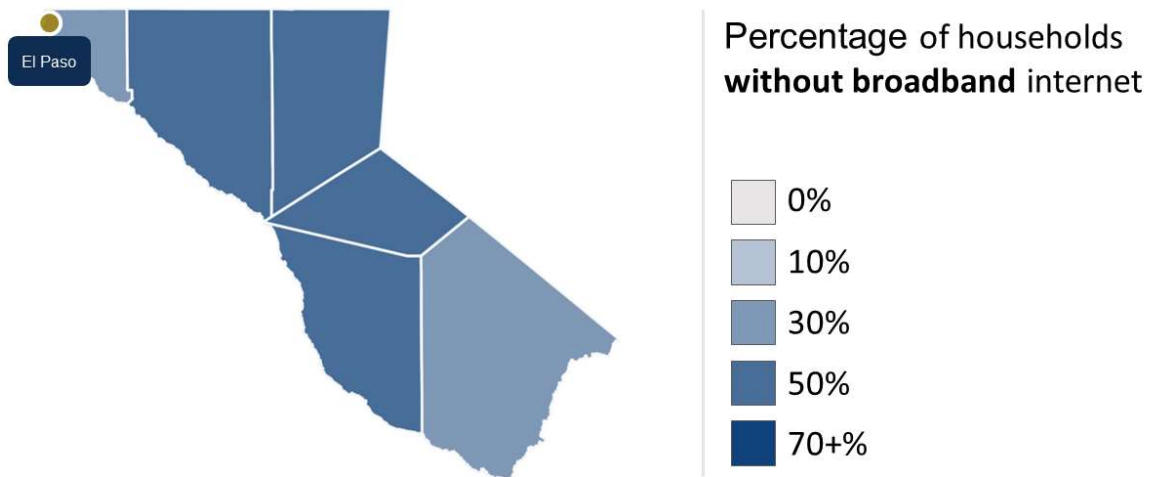 El Paso
Percentage of households
without broadband internet
0%
10%
30%
50%
70+%